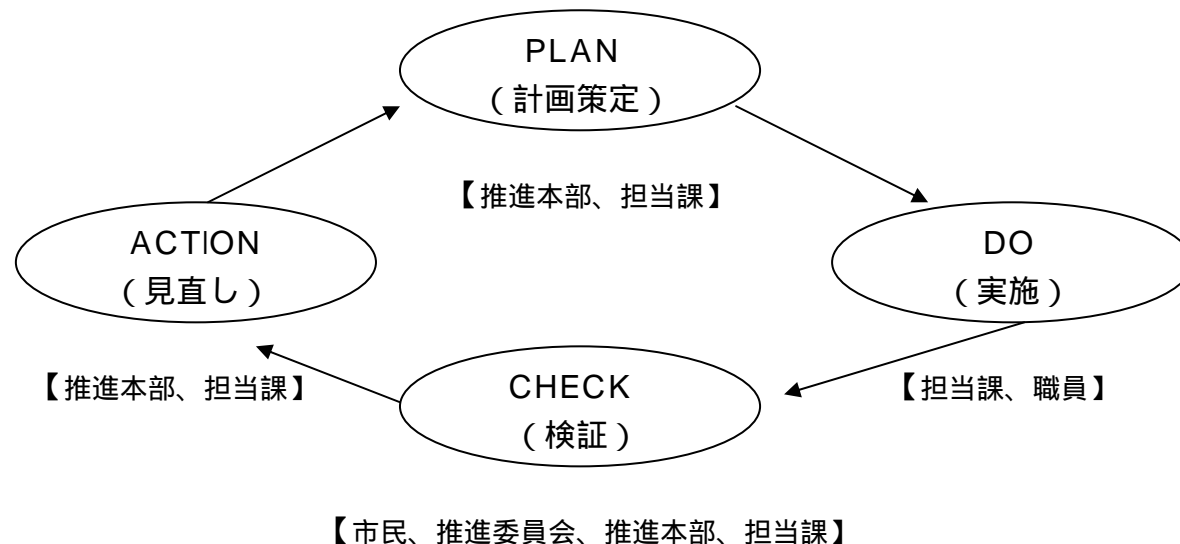 PLAN
（計画策定）
【推進本部、担当課】
ACTION
（見直し）
DO
（実施）
【推進本部、担当課】
CHECK
（検証）
【担当課、職員】
【市民、推進委員会、推進本部、担当課】